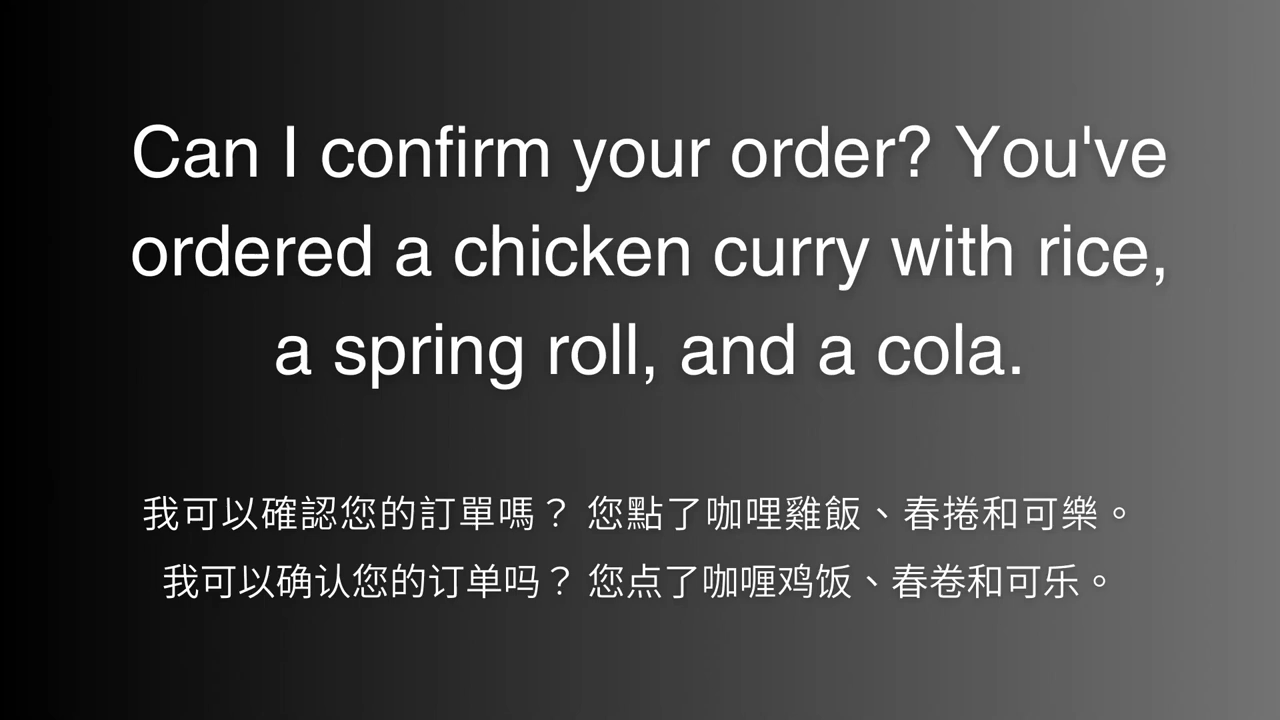 Can I confirm your order? You've
ordered a chicken curry with rice,
a spring roll, and a cola.
我可以確認您的訂單嗎？ 您點了咖哩雞飯、春捲和可樂。
我可以确认您的订单吗？ 您点了咖喱鸡饭、春卷和可乐。